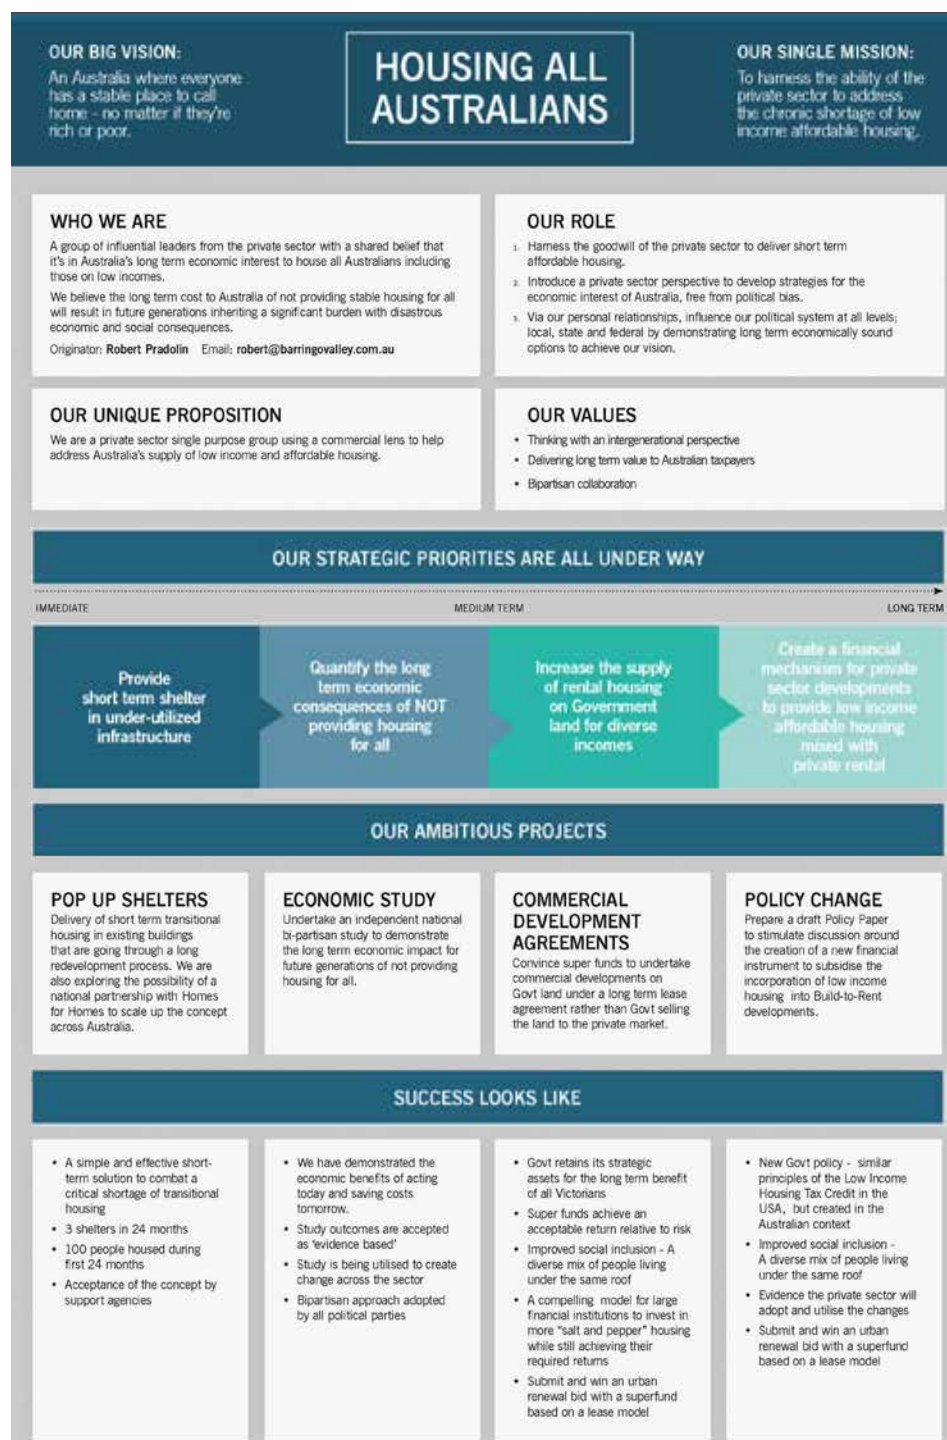 OUR BIG VISION:
An Australia where everyone
has a stable place to call
home - no matter if they're
rich or poor.
HOUSING ALL
AUSTRALIANS
OUR SINGLE MISSION:
To harness the ability of the
private sector to address
the chronic shortage of low
income affordable housing.
WHO WE ARE
A group of influential leaders from the private sector with a shared belief that
it's in Australia's long term economic interest to house all Australians including
those on low incomes.
We believe the long term cost to Australia of not providing stable housing for all
will result in future generations inheriting a significant burden with disastrous
economic and social consequences.
Originator: Robert Pradolin Email: robert@barringovalley.com.au
OUR ROLE
1. Harness the goodwill of the private sector to deliver short term
affordable housing.
2. Introduce a private sector perspective to develop strategies for the
economic interest of Australia, free from political bias.
3. Via our personal relationships, influence our political system at all levels;
local, state and federal by demonstrating long term economically sound
options to achieve our vision.
OUR UNIQUE PROPOSITION
We are a private sector single purpose group using a commercial lens to help
address Australia's supply of low income and affordable housing.
OUR VALUES
• Thinking with an intergenerational perspective
• Delivering long term value to Australian taxpayers
• Bipartisan collaboration
OUR STRATEGIC PRIORITIES ARE ALL UNDER WAY
IMMEDIATE
MEDIUM TERM
LONG TERM
Provide
short term shelter
in under-utilized
infrastructure
Quantify the long
term economic
consequences of NOT
providing housing
for all
Increase the supply
of rental housing
on Government
land for diverse
incomes
Create a financial
mechanism for private
sector developments
to provide low income
affordable housing
mixed with
private rental
OUR AMBITIOUS PROJECTS
POP UP SHELTERS
Delivery of short term transitional
housing in existing buildings
that are going through a long
redevelopment process. We are
also exploring the possibility of a
national partnership with Homes
for Homes to scale up the concept
across Australia.
ECONOMIC STUDY
Undertake an independent national
bi-partisan study to demonstrate
the long term economic impact for
future generations of not providing
housing for all.
COMMERCIAL
DEVELOPMENT
AGREEMENTS
Convince super funds to undertake
commercial developments on
Govt land under a long term lease
agreement rather than Govt selling
the land to the private market.
POLICY CHANGE
Prepare a draft Policy Paper
to stimulate discussion around
the creation of a new financial
instrument to subsidise the
incorporation of low income
housing into Build-to-Rent
developments.
SUCCESS LOOKS LIKE
• A simple and effective short-
term solution to combat a
critical shortage of transitional
housing
• 3 shelters in 24 months
• 100 people housed during
first 24 months
• Acceptance of the concept by
support agencies
• We have demonstrated the
economic benefits of acting
today and saving costs
tomorrow.
• Study outcomes are accepted
as 'evidence based'
• Study is being utilised to create
change across the sector
• Bipartisan approach adopted
by all political parties
• Govt retains its strategic
assets for the long term benefit
of all Victorians
• Super funds achieve an
acceptable return relative to risk
• Improved social inclusion - A
diverse mix of people living
under the same roof
• A compelling model for large
financial institutions to invest in
more "salt and pepper" housing
while still achieving their
required returns
• Submit and win an urban
renewal bid with a superfund
based on a lease model
• New Govt policy - similar
principles of the Low Income
Housing Tax Credit in the
USA, but created in the
Australian context
• Improved social inclusion -
A diverse mix of people living
under the same roof
• Evidence the private sector will
adopt and utilise the changes
• Submit and win an urban
renewal bid with a superfund
based on a lease model